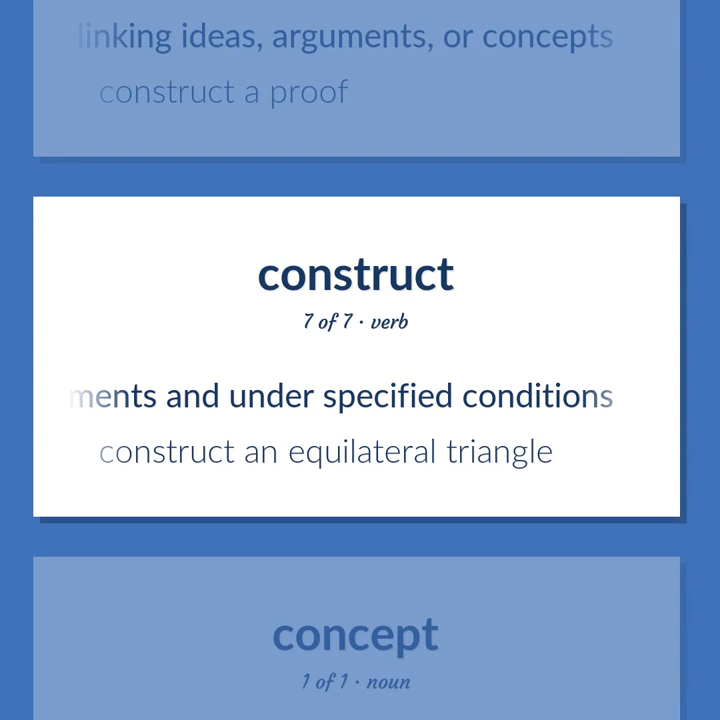 linking ideas, arguments, or concepts
construct a proof
construct
7 of 7 · verb
ments and under specified conditions
construct an equilateral triangle
concept
1 of 1 · noun